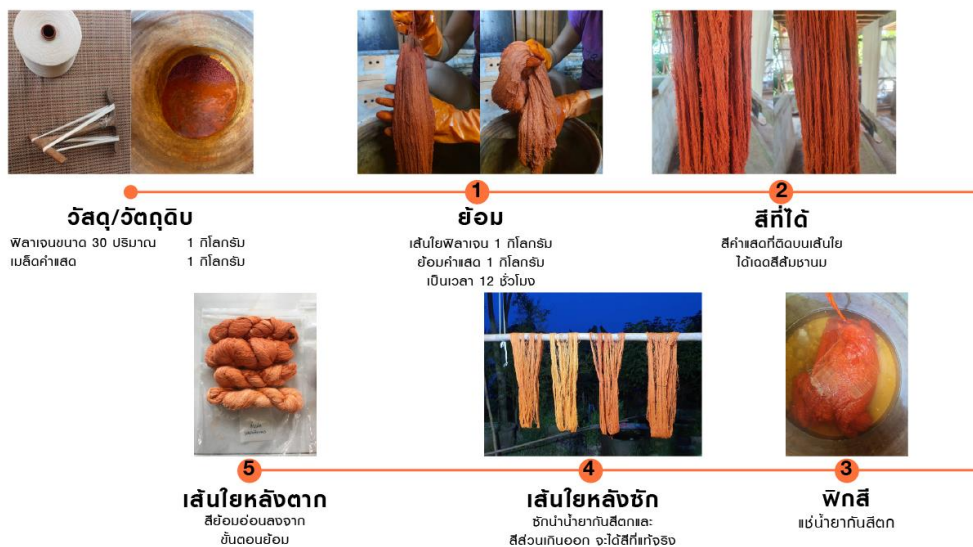 วัสดุ/วัตถุดิบ
ฟิลาเจนขนาด 30 ปริมาณ 1 กิโลกรัม
เมล็ดคำแสด 1 กิโลกรัม
1
ย้อม
เส้นใยฟิลาเจน 1 กิโลกรัม
ย้อมคำแสด 1 กิโลกรัม
เป็นเวลา 12 ชั่วโมง
2
สีที่ได้
สีคำแสดที่ติดบนเส้นใย
ได้เฉดสีส้มชานม
3
ฟิกสี
แช่น้ำยากันสีตก
4
เส้นใยหลังซัก
ซักนำน้ำยากันสีตกและ
สีส่วนเกินออก จะได้สีที่แท้จริง
5
เส้นใยหลังตาก
สีย้อมอ่อนลงจาก
ขั้นตอนย้อม